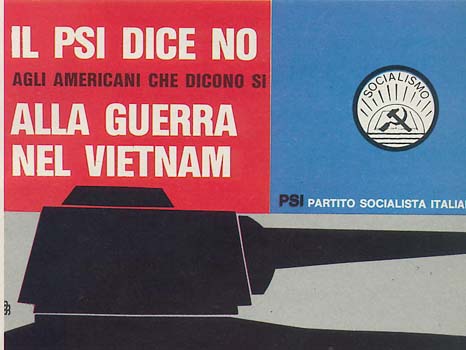 IL PSI DICE NO
AGLI AMERICANI CHE DICONO SI
ALLA GUERRA
NEL VIETNAM
SOCIALISMO
PSI PARTITO SOCIALISTA ITALIA